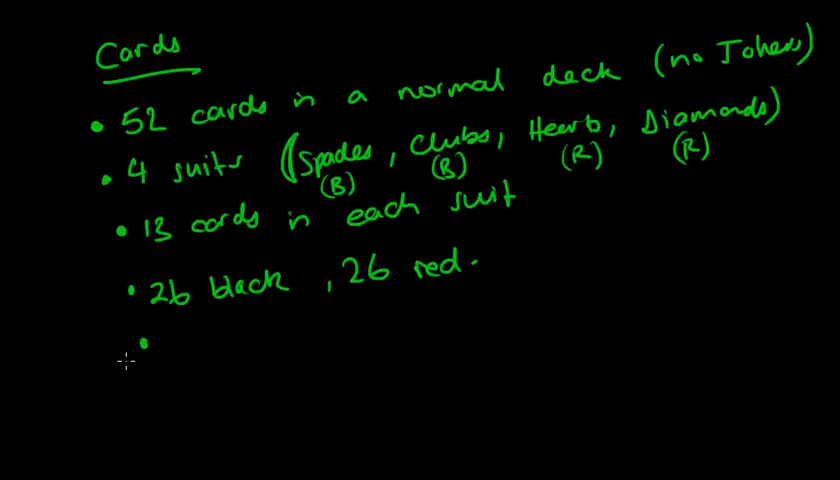 Cards
• 52 cards in a normal deck (no Jokers)
• 4 suits (Spades, Clubs, Hearts, Diamonds)
(B) (B) (R) (R)
• 13 cards in each suit
• 26 black, 26 red.
•